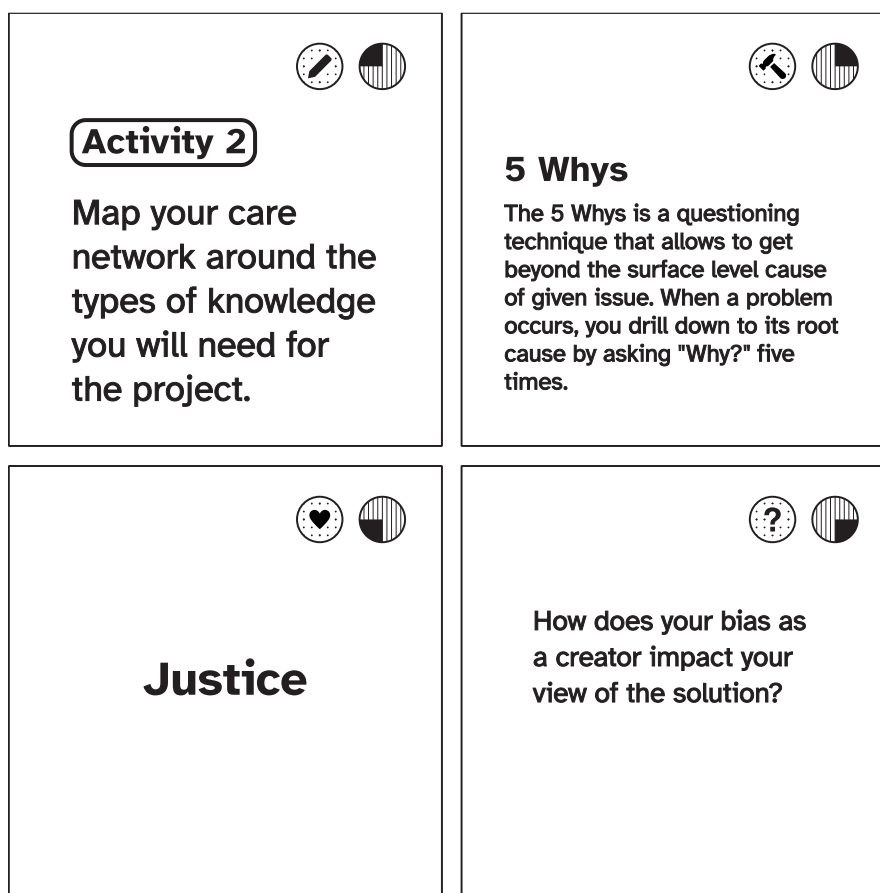 Activity 2
Map your care
network around the
types of knowledge
you will need for
the project.
5 Whys
The 5 Whys is a questioning
technique that allows to get
beyond the surface level cause
of given issue. When a problem
occurs, you drill down to its root
cause by asking "Why?" five
times.
Justice
?
How does your bias as
a creator impact your
view of the solution?